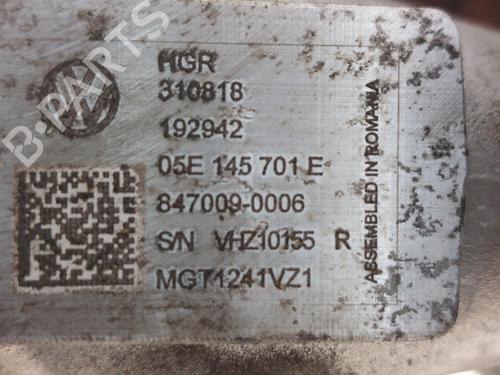 B-PARTS
HGR
310818
192942
05E 145 701 E
847009-0006
S/N VHZ10155 R
MGT1241VZ1
ASSEMBLED IN ROMANIA